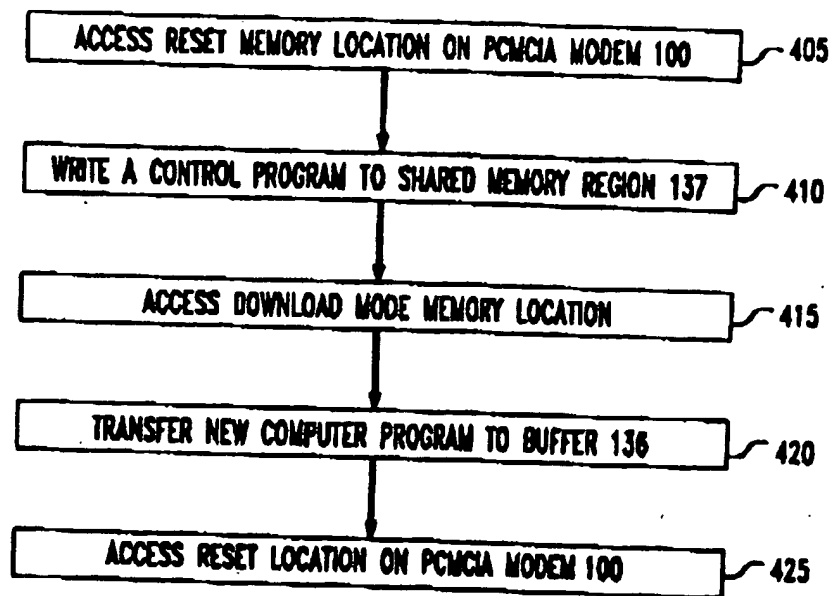 ACCESS RESET MEMORY LOCATION ON PCMCIA MODEM 100
405
WRITE A CONTROL PROGRAM TO SHARED MEMORY REGION 137
410
ACCESS DOWNLOAD MODE MEMORY LOCATION
415
TRANSFER NEW COMPUTER PROGRAM TO BUFFER 136
420
ACCESS RESET LOCATION ON PCMCIA MODEM 100
425